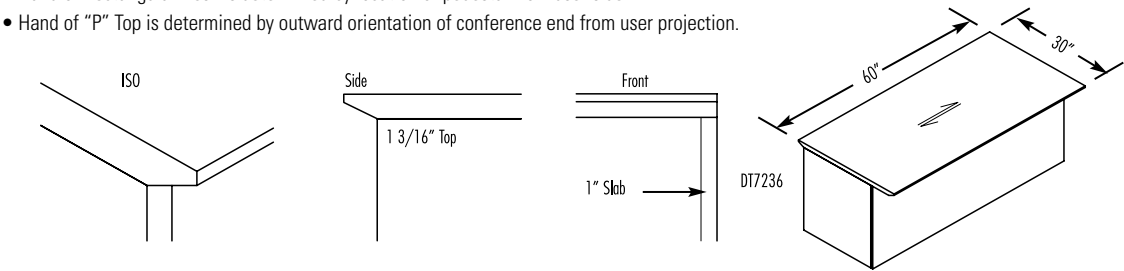 • Hand of “P” Top is determined by outward orientation of conference end from user projection.
ISO
Side
Front
60"
30"
1 3/16" Top
1" Slab
DT7236